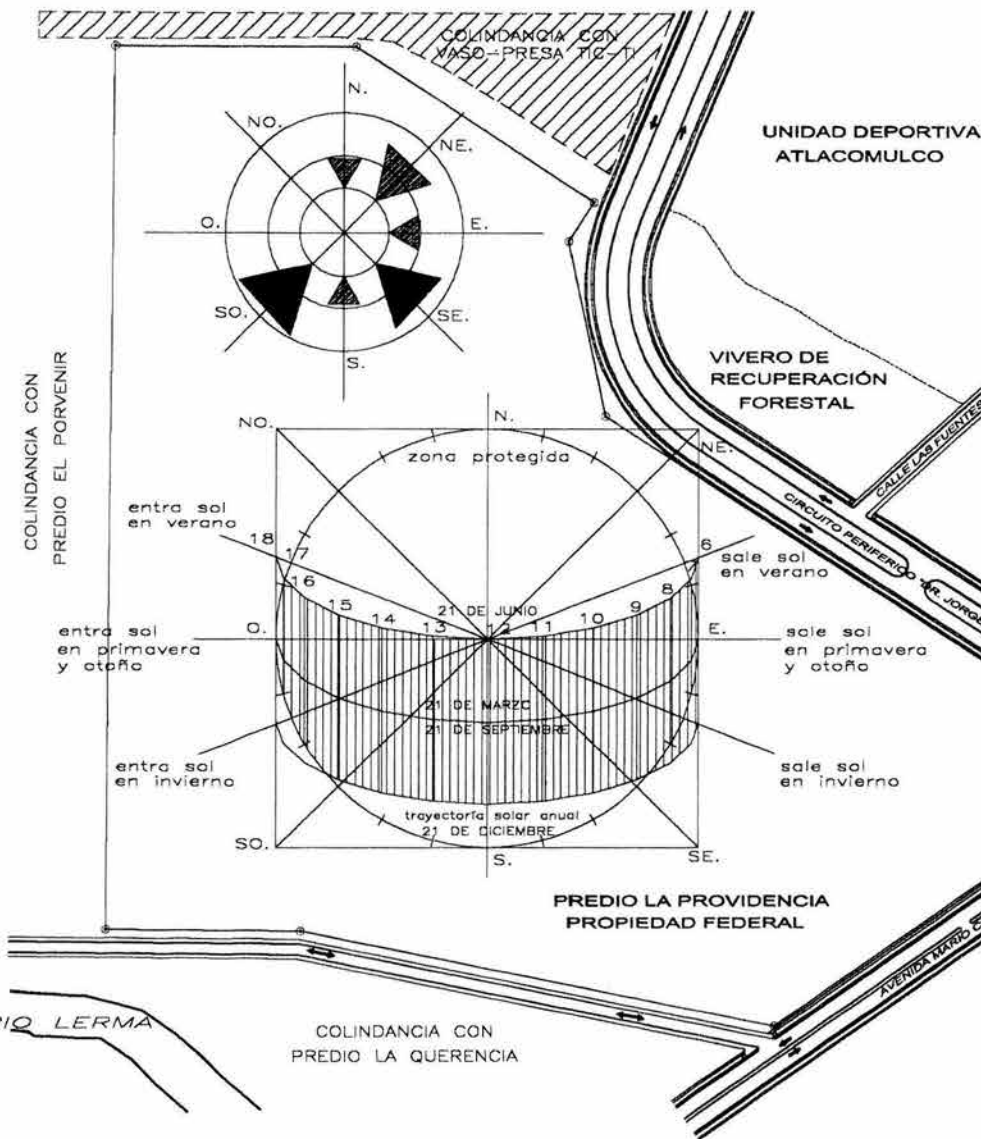 COLINDANCIA CON
VASO-PRESA TIC-TI
UNIDAD DEPORTIVA
ATLACOMULCO
N.
NO.
NE.
O.
E.
SO.
SE.
S.
COLINDANCIA CON
PREDIO EL PORVENIR
VIVERO DE
RECUPERACIÓN
FORESTAL
CALLE LAS FUENTES
CIRCUITO PERIFERICO "DR. JORGE
NO.
N.
NE.
zona protegida
entra sol
en verano
sale sol
en verano
18
17
16
15
14
13
12
11
10
9
8
6
21 DE JUNIO
entra sol
en primavera
y otoño
O.
E.
sale sol
en primavera
y otoño
21 DE MARZO
21 DE SEPTIEMBRE
entra sol
en invierno
sale sol
en invierno
trayectoría solar anual
21 DE DICIEMBRE
SO.
S.
SE.
PREDIO LA PROVIDENCIA
PROPIEDAD FEDERAL
AVENIDA MARIO
LERMA
COLINDANCIA CON
PREDIO LA QUERENCIA